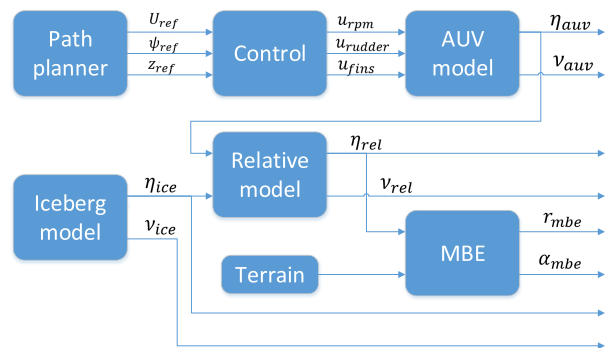 Path planner
U_ref
ψ_ref
z_ref
Control
u_rpm
u_rudder
u_fins
AUV model
η_auv
ν_auv
Relative model
η_rel
ν_rel
Iceberg model
η_ice
ν_ice
Terrain
MBE
r_mbe
α_mbe